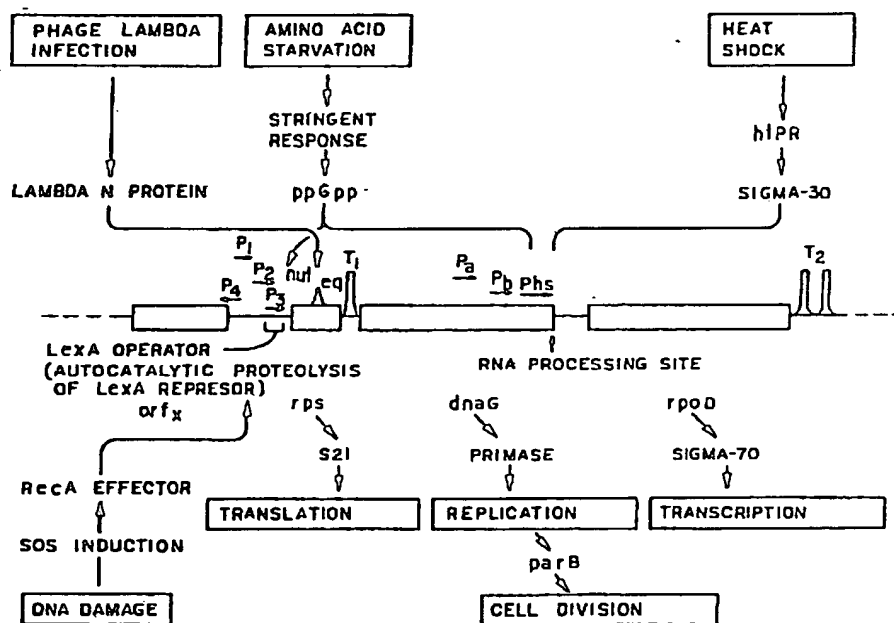 PHAGE LAMBDA
INFECTION
AMINO ACID
STARVATION
HEAT
SHOCK
STRINGENT
RESPONSE
htPR
LAMBDA N PROTEIN
ppGpp
SIGMA-30
P1
P2
P3
P4
nut
eq
T1
Pa
Pb
Phs
T2
LexA OPERATOR
(AUTOCATALYTIC PROTEOLYSIS
OF LexA REPRESOR)
orfx
RNA PROCESSING SITE
rps
dnaG
rpoD
S21
PRIMASE
SIGMA-70
RecA EFFECTOR
TRANSLATION
REPLICATION
TRANSCRIPTION
SOS INDUCTION
parB
DNA DAMAGE
CELL DIVISION